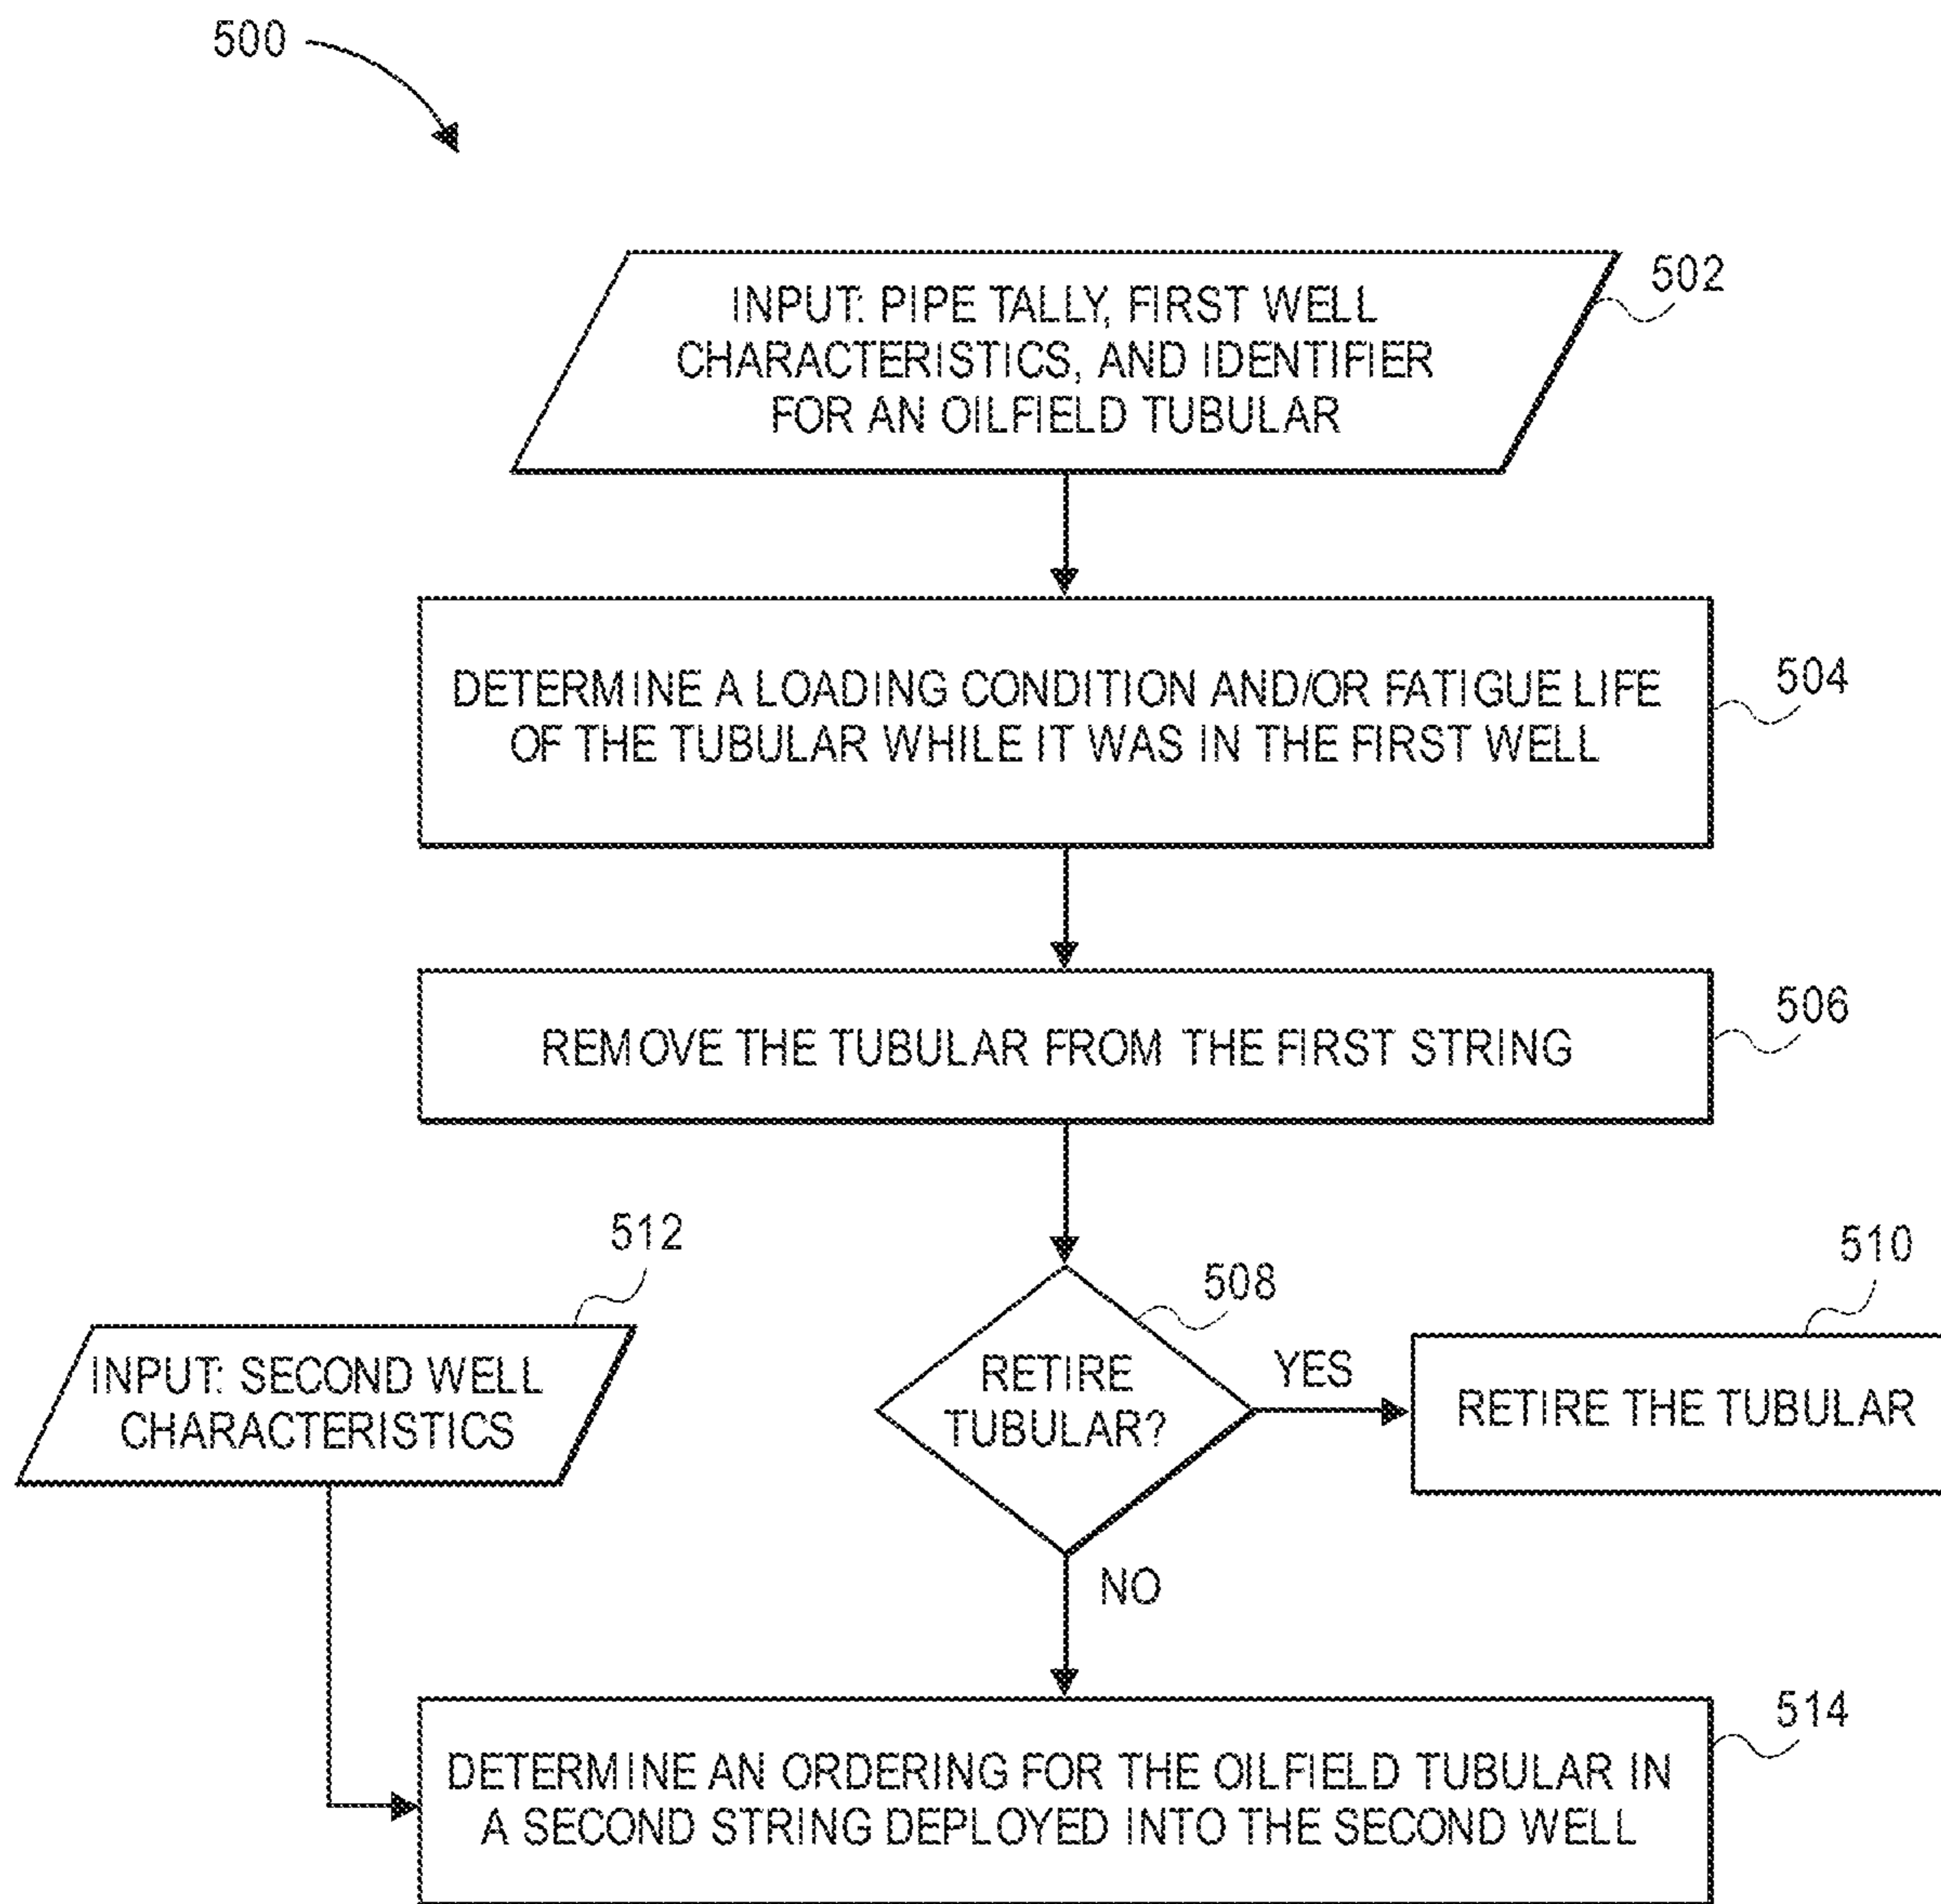 500
502
INPUT: PIPE TALLY, FIRST WELL
CHARACTERISTICS, AND IDENTIFIER
FOR AN OILFIELD TUBULAR
504
DETERMINE A LOADING CONDITION AND/OR FATIGUE LIFE
OF THE TUBULAR WHILE IT WAS IN THE FIRST WELL
506
REMOVE THE TUBULAR FROM THE FIRST STRING
512
INPUT: SECOND WELL
CHARACTERISTICS
508
RETIRE
TUBULAR?
YES
510
RETIRE THE TUBULAR
NO
514
DETERMINE AN ORDERING FOR THE OILFIELD TUBULAR IN
A SECOND STRING DEPLOYED INTO THE SECOND WELL